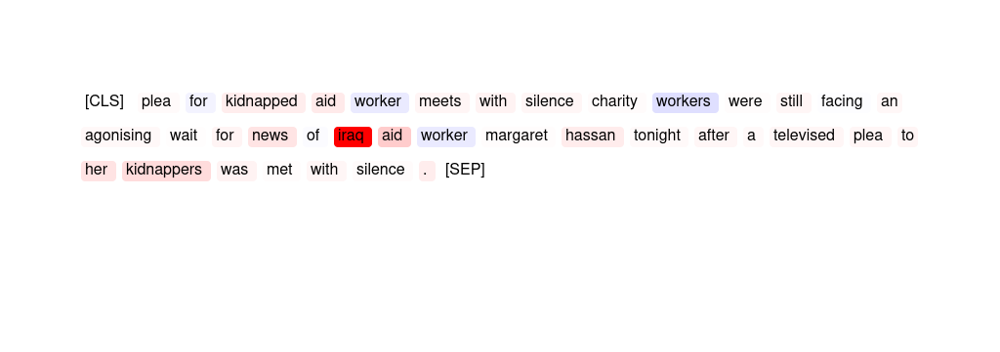 [CLS] plea for kidnapped aid worker meets with silence charity workers were still facing an
agonising wait for news of iraq aid worker margaret hassan tonight after a televised plea to
her kidnappers was met with silence . [SEP]